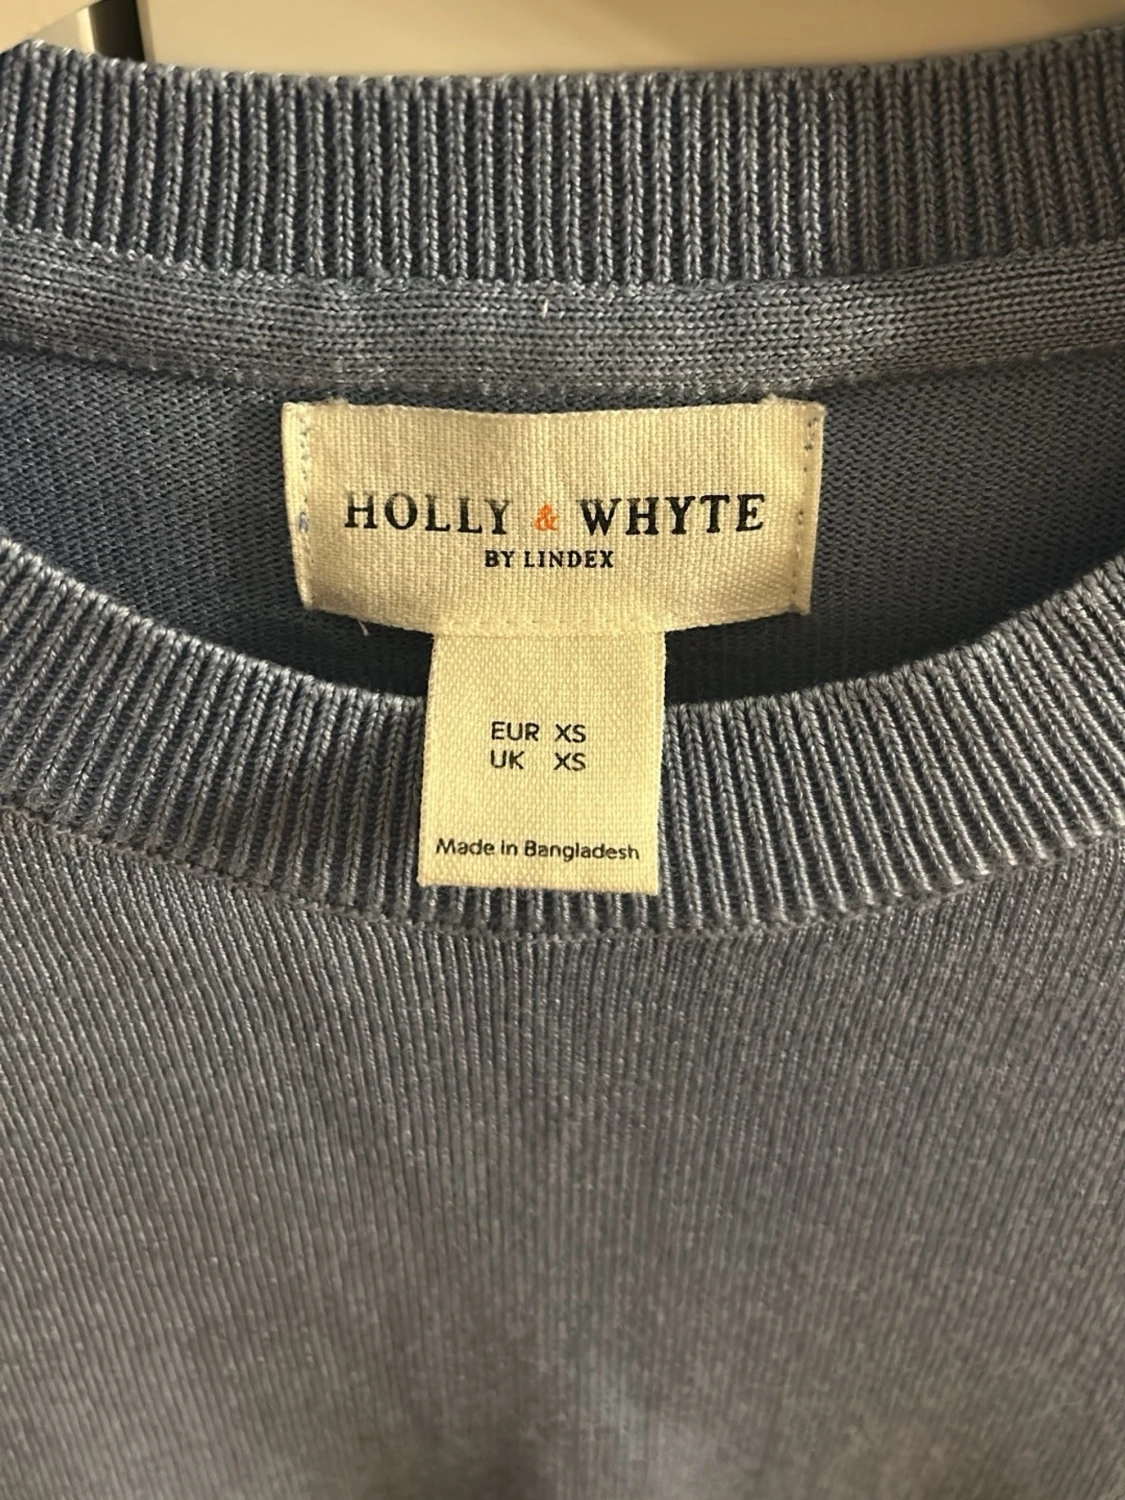 HOLLY & WHYTE
BY LINDEX
EUR XS
UK XS
Made in Bangladesh